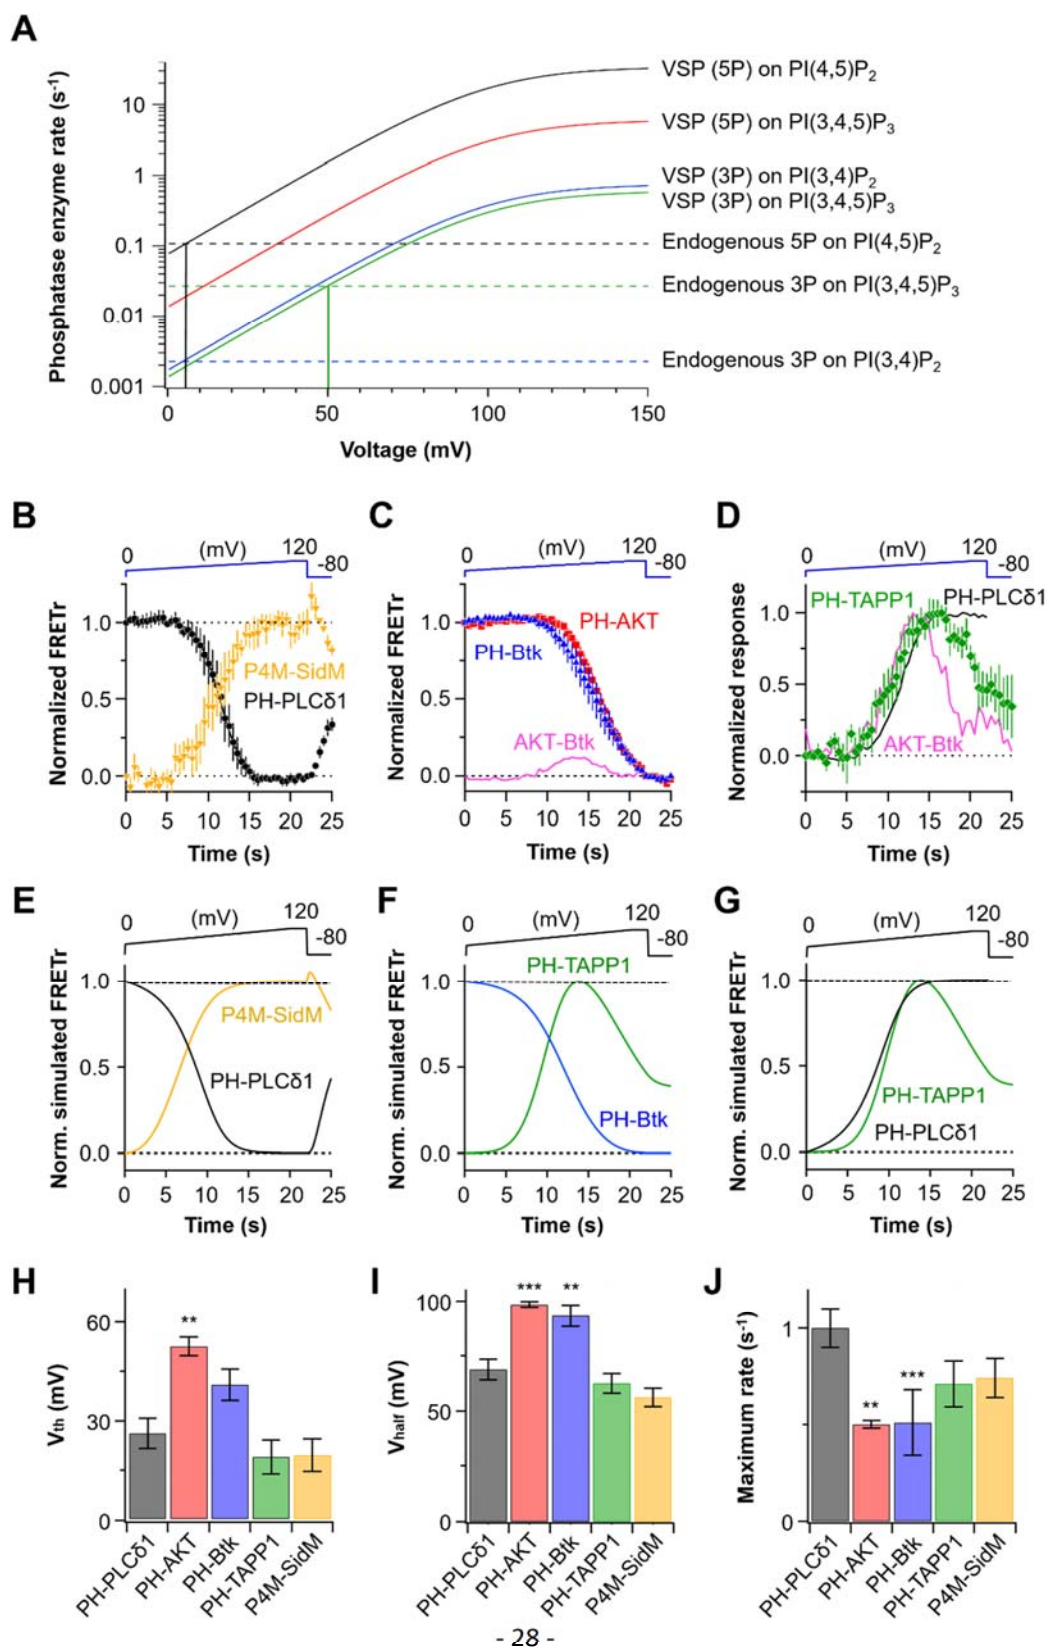 A
Phosphatase enzyme rate (s⁻¹)
10
1
0.1
0.01
0.001
0
50
100
150
Voltage (mV)
VSP (5P) on PI(4,5)P₂
VSP (5P) on PI(3,4,5)P₃
VSP (3P) on PI(3,4)P₂
VSP (3P) on PI(3,4,5)P₃
Endogenous 5P on PI(4,5)P₂
Endogenous 3P on PI(3,4,5)P₃
Endogenous 3P on PI(3,4)P₂
B
0 (mV) 120
-80
Normalized FRETr
1.0
0.5
0.0
P4M-SidM
PH-PLCδ1
0 5 10 15 20 25
Time (s)
C
0 (mV) 120
-80
Normalized FRETr
1.0
0.5
0.0
PH-AKT
PH-Btk
AKT-Btk
0 5 10 15 20 25
Time (s)
D
0 (mV) 120
-80
Normalized response
1.0
0.5
0.0
PH-TAPP1
PH-PLCδ1
AKT-Btk
0 5 10 15 20 25
Time (s)
E
0 (mV) 120
-80
Norm. simulated FRETr
1.0
0.5
0.0
P4M-SidM
PH-PLCδ1
0 5 10 15 20 25
Time (s)
F
0 (mV) 120
-80
Norm. simulated FRETr
1.0
0.5
0.0
PH-TAPP1
PH-Btk
0 5 10 15 20 25
Time (s)
G
0 (mV) 120
-80
Norm. simulated FRETr
1.0
0.5
0.0
PH-TAPP1
PH-PLCδ1
0 5 10 15 20 25
Time (s)
H
Vth (mV)
60
30
0
**
PH-PLCδ1
PH-AKT
PH-Btk
PH-TAPP1
P4M-SidM
I
Vhalf (mV)
100
50
0
***
**
PH-PLCδ1
PH-AKT
PH-Btk
PH-TAPP1
P4M-SidM
J
Maximum rate (s⁻¹)
1
0
**
***
PH-PLCδ1
PH-AKT
PH-Btk
PH-TAPP1
P4M-SidM
- 28 -